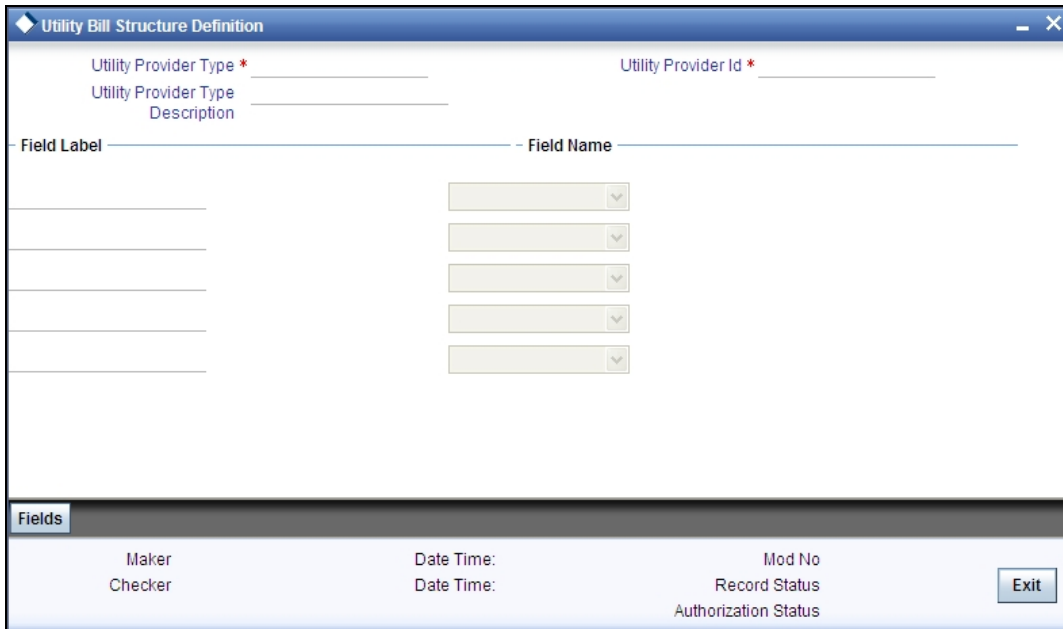 Utility Bill Structure Definition
Utility Provider Type *
Utility Provider Id *
Utility Provider Type
Description
Field Label
Field Name
Fields
Maker
Date Time:
Mod No
Checker
Date Time:
Record Status
Authorization Status
Exit